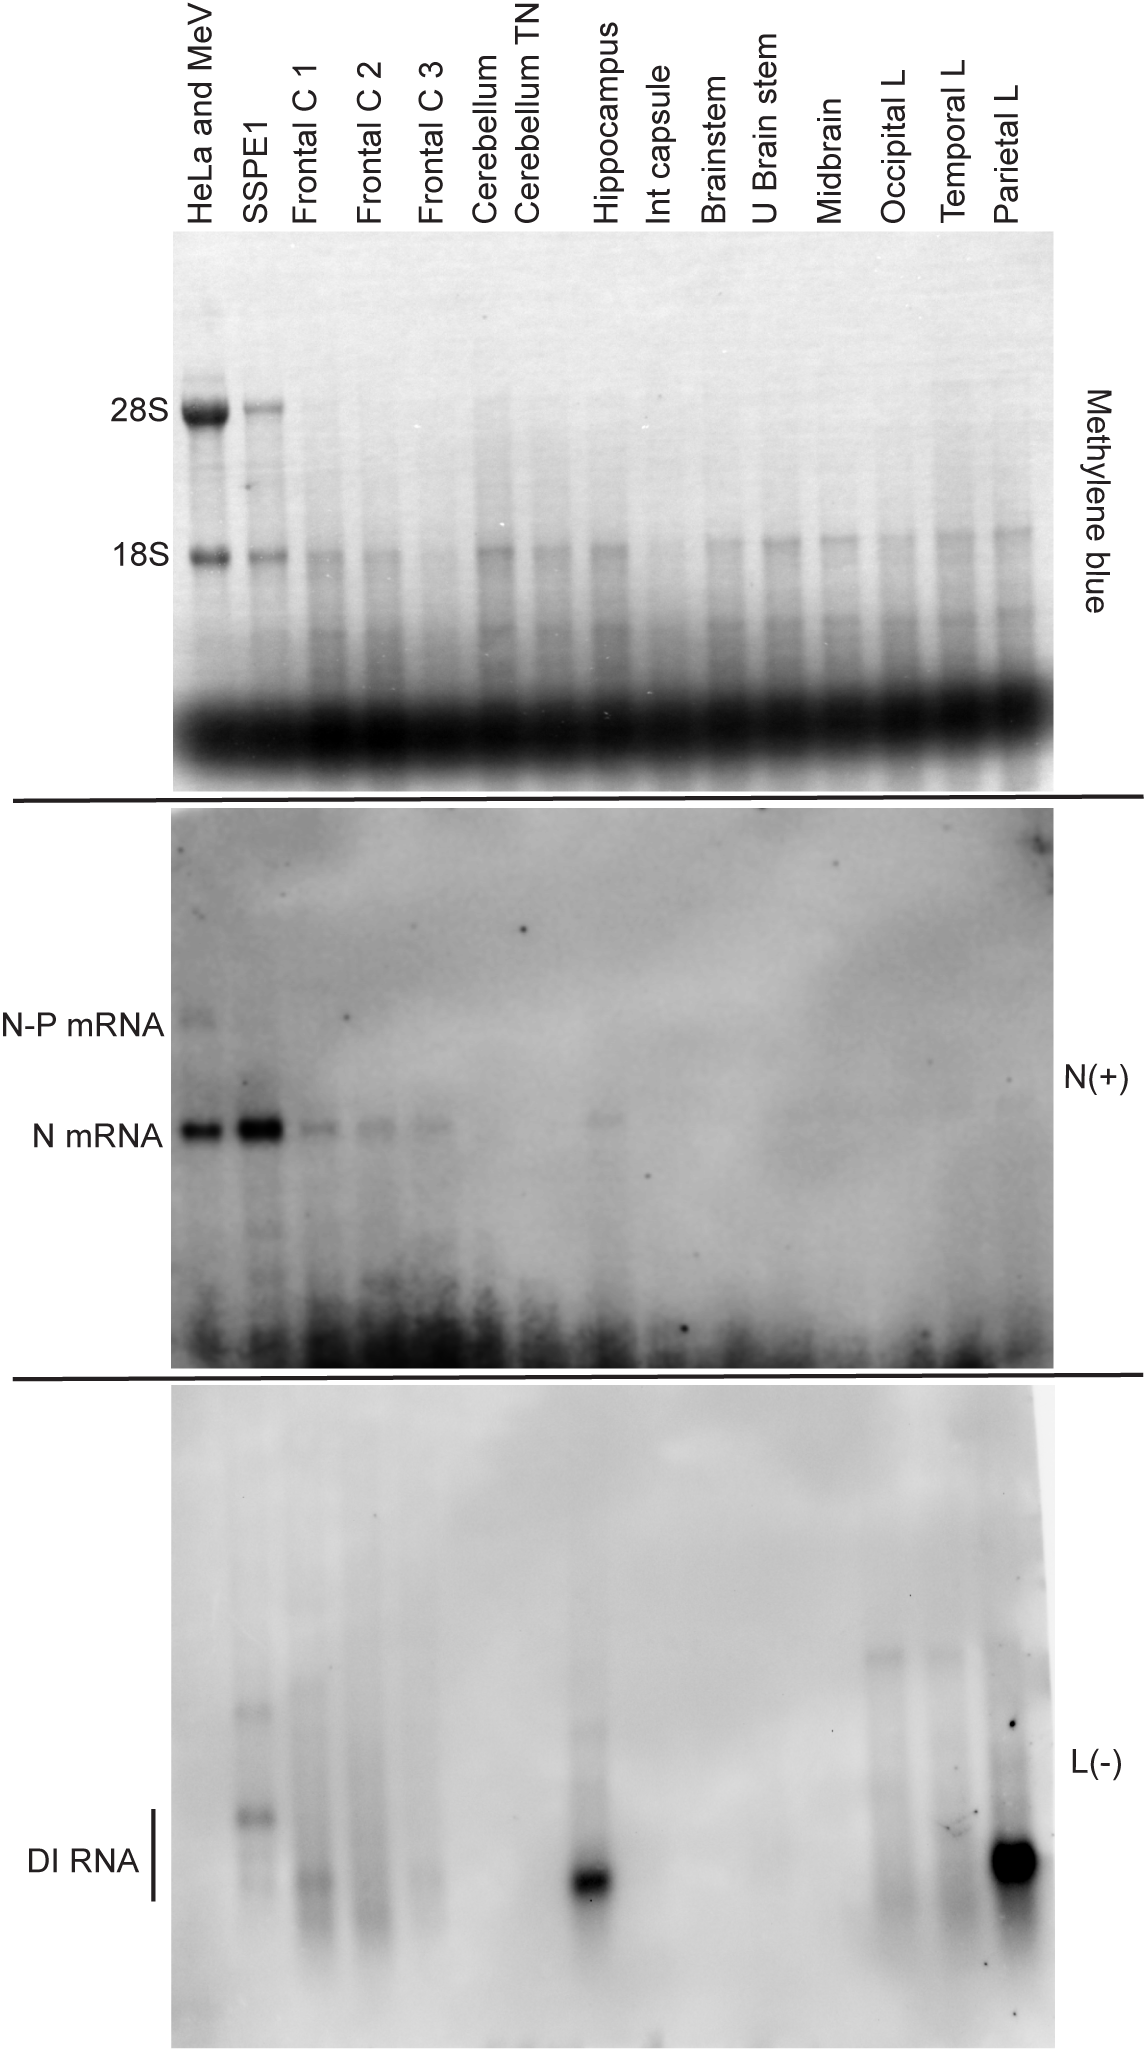 HeLa and MeV
SSPE1
Frontal C 1
Frontal C 2
Frontal C 3
Cerebellum
Cerebellum TN
Hippocampus
Int capsule
Brainstem
U Brain stem
Midbrain
Occipital L
Temporal L
Parietal L
28S
18S
Methylene blue
N-P mRNA
N mRNA
N(+)
DI RNA
L(-)